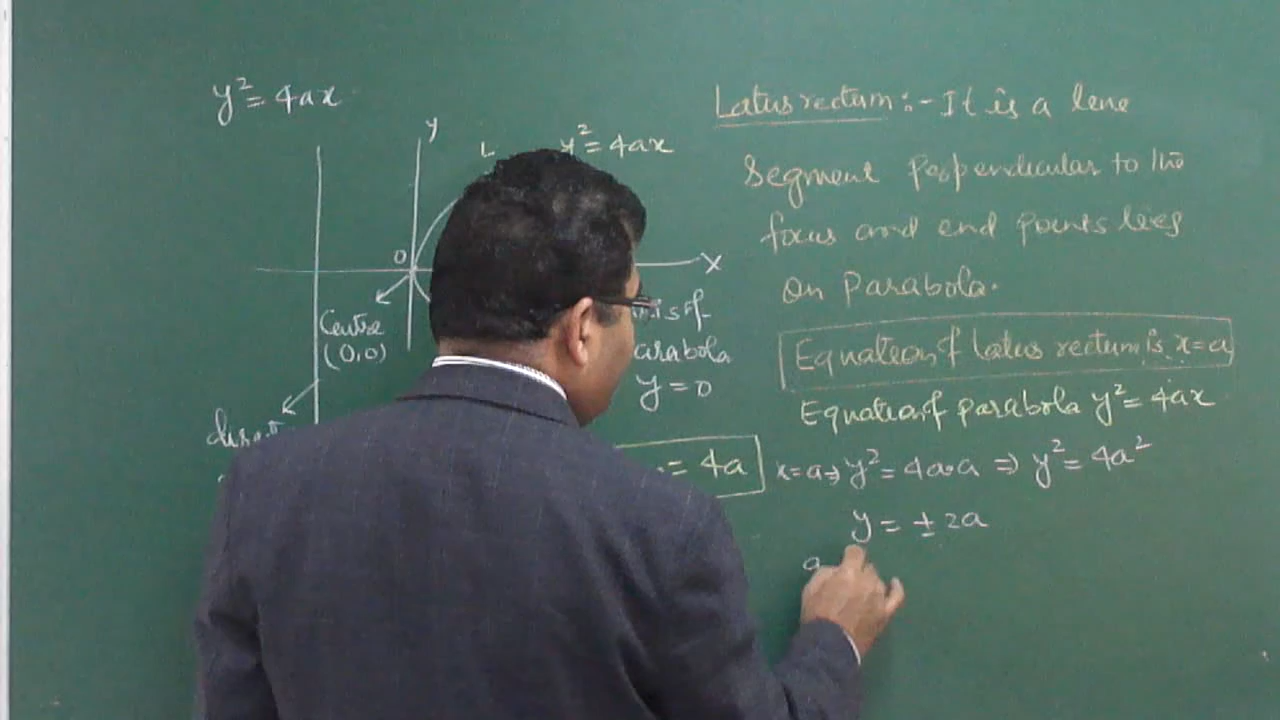 y² = 4ax
y
L
y² = 4ax
0
X
Centre
(0,0)
y = 0
= 4a
Latus rectum :- It is a line
Segment perpendicular to the
focus and end points lies
on Parabola.
Equation of latus rectum is x=a
Equation of parabola y² = 4ax
x=a ⇒ y² = 4a·a ⇒ y² = 4a²
y = ± 2a